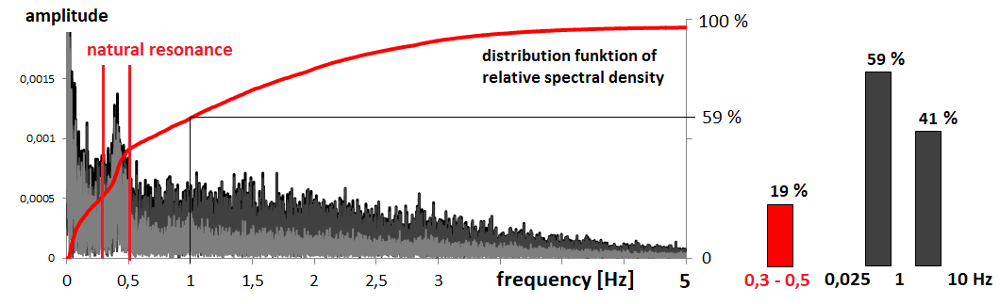 amplitude
natural resonance
0,0015
0,001
0,0005
0
distribution funktion of
relative spectral density
100 %
59 %
0
0 0,5 1 1,5 2 2,5 3 frequency [Hz] 5
59 %
41 %
19 %
0,3 - 0,5 0,025 1 10 Hz